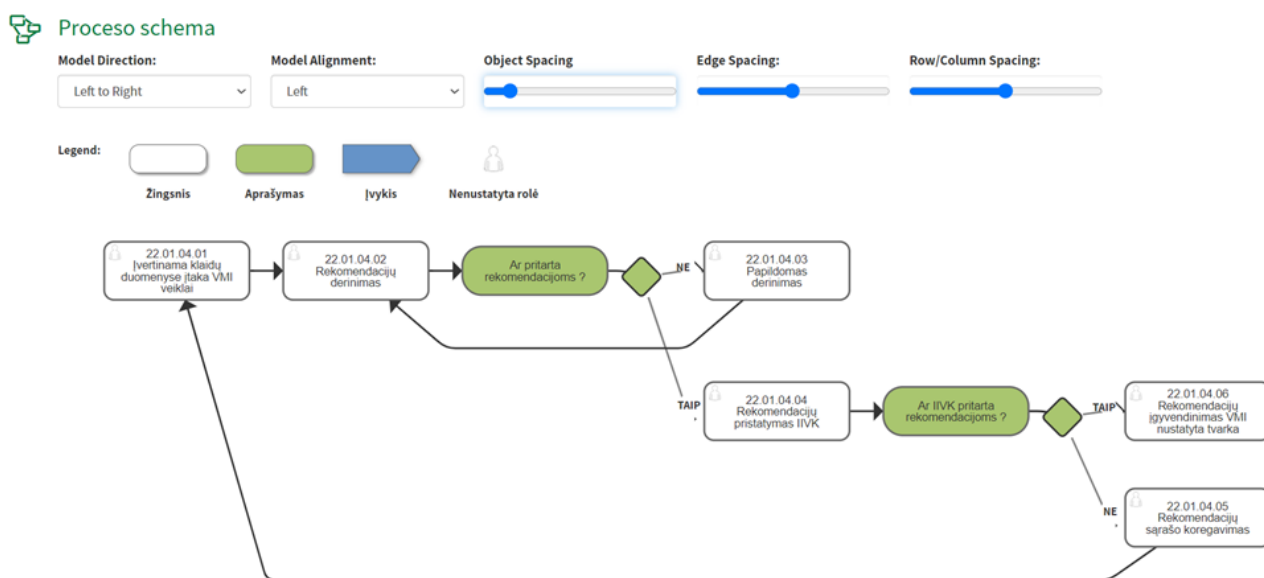 Proceso schema
Model Direction:
Model Alignment:
Object Spacing
Edge Spacing:
Row/Column Spacing:
Left to Right
Left
Legend:
Žingsnis
Aprašymas
Įvykis
Nenustatyta rolė
22.01.04.01
Įvertinama klaidų
duomenyse įtaka VMI
veiklai
22.01.04.02
Rekomendacijų
derinimas
Ar pritarta
rekomendacijoms ?
NE
22.01.04.03
Papildomas
derinimas
TAIP
22.01.04.04
Rekomendacijų
pristatymas IIVK
Ar IIVK pritarta
rekomendacijoms ?
TAIP
22.01.04.06
Rekomendacijų
įgyvendinimas VMI
nustatyta tvarka
NE
22.01.04.05
Rekomendacijų
sąrašo koregavimas